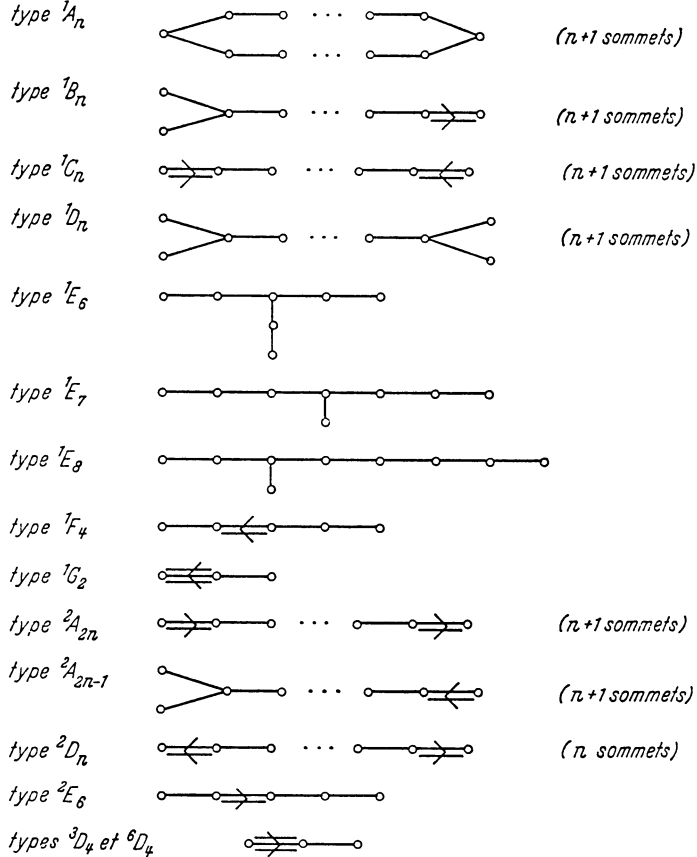 type ¹Aₙ ... ... (n+1 sommets)
type ¹Bₙ ... (n+1 sommets)
type ¹Cₙ ... (n+1 sommets)
type ¹Dₙ ... (n+1 sommets)
type ¹E₆
type ¹E₇
type ¹E₈
type ¹F₄
type ¹G₂
type ²A₂ₙ ... (n+1 sommets)
type ²A₂ₙ₋₁ ... (n+1 sommets)
type ²Dₙ ... (n sommets)
type ²E₆
types ³D₄ et ⁶D₄